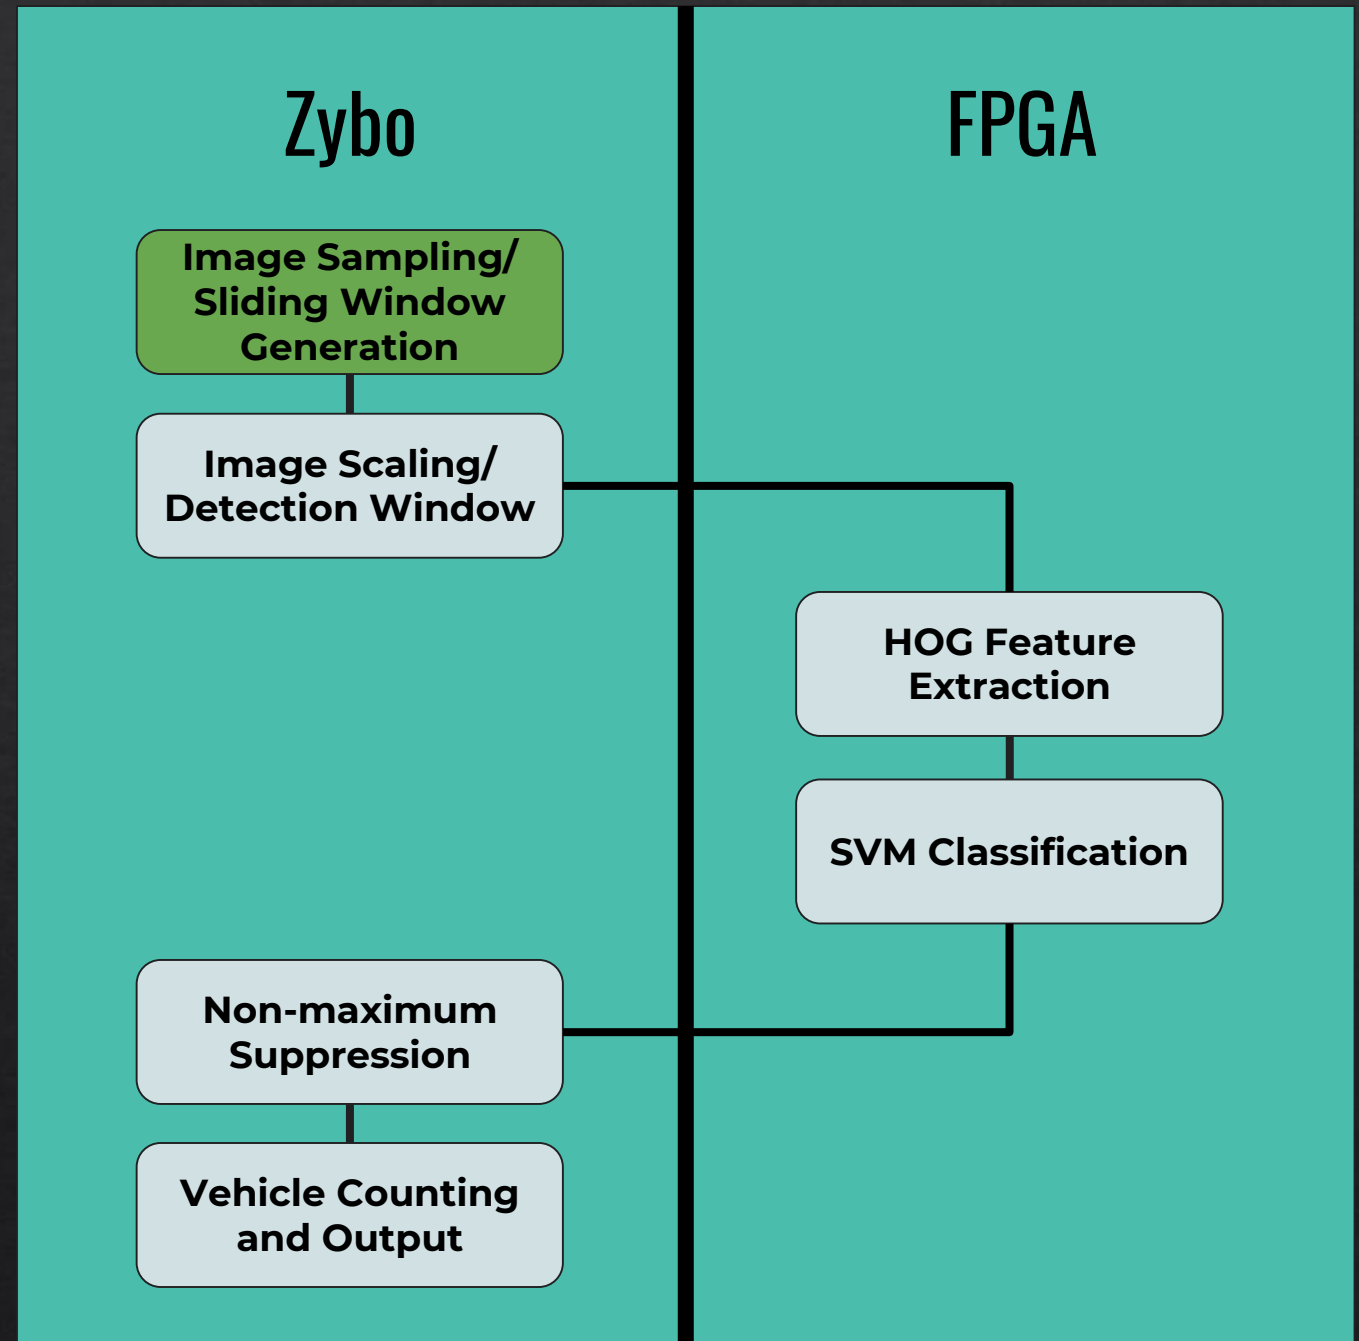 Zybo
FPGA
Image Sampling/
Sliding Window
Generation
Image Scaling/
Detection Window
HOG Feature
Extraction
SVM Classification
Non-maximum
Suppression
Vehicle Counting
and Output